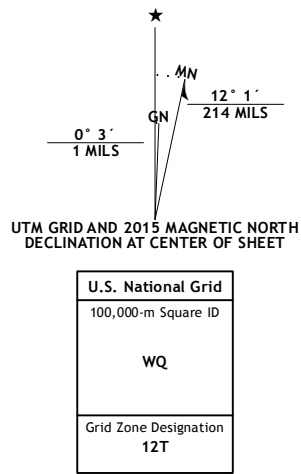 MN
12° 1´
214 MILS
GN
0° 3´
1 MILS
UTM GRID AND 2015 MAGNETIC NORTH
DECLINATION AT CENTER OF SHEET
U.S. National Grid
100,000-m Square ID
WQ
Grid Zone Designation
12T